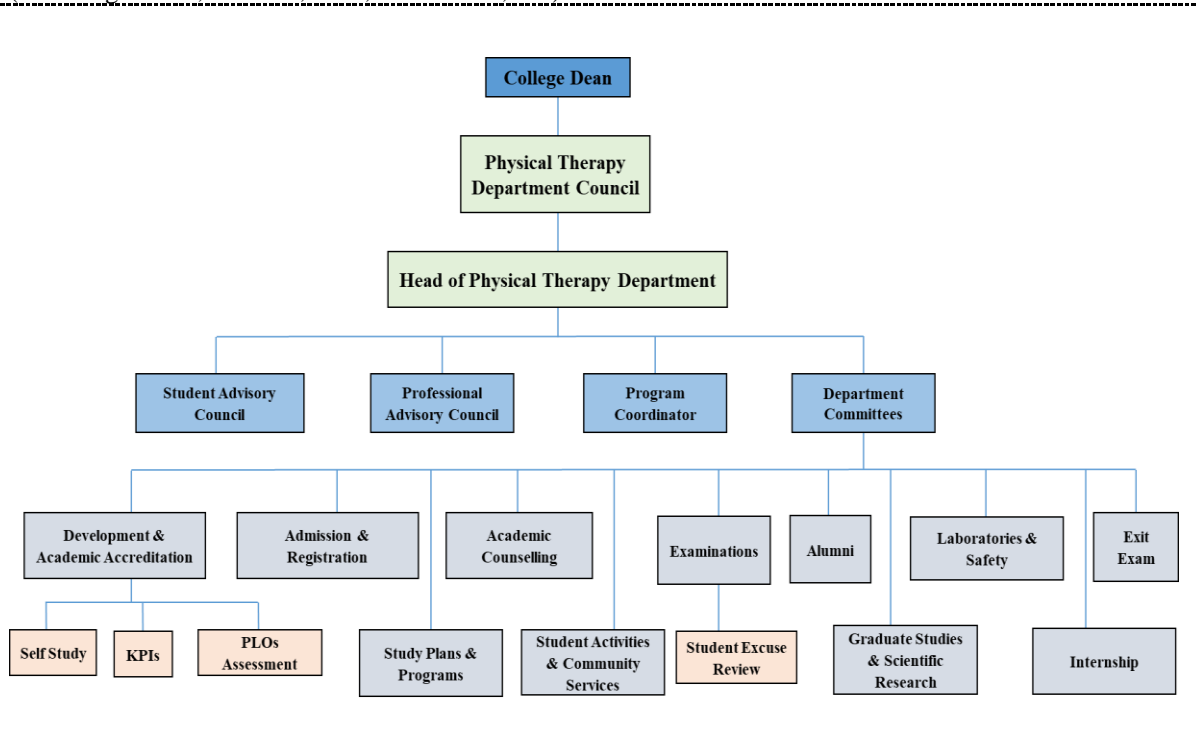 College Dean
Physical Therapy
Department Council
Head of Physical Therapy Department
Student Advisory
Council
Professional
Advisory Council
Program
Coordinator
Department
Committees
Development &
Academic Accreditation
Admission &
Registration
Academic
Counselling
Examinations
Alumni
Laboratories &
Safety
Exit
Exam
Self Study
KPIs
PLOs
Assessment
Study Plans &
Programs
Student Activities
& Community
Services
Student Excuse
Review
Graduate Studies
& Scientific
Research
Internship